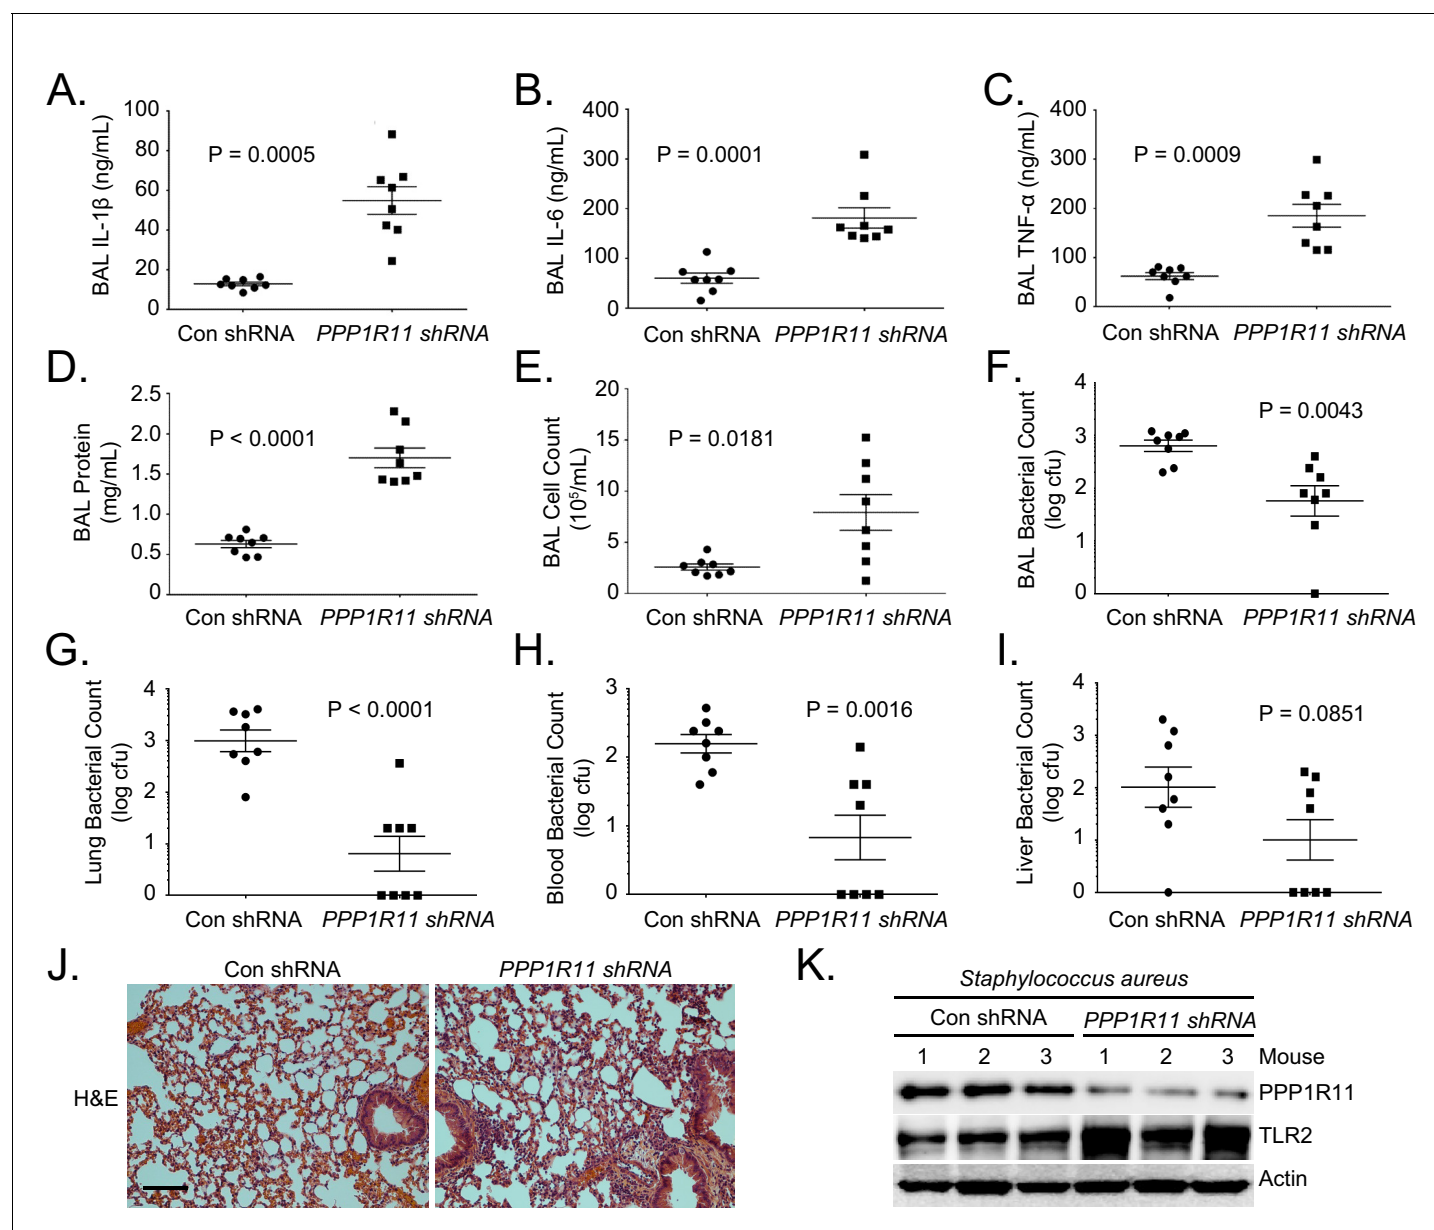 A.
BAL IL-1β (ng/mL)
100
80
60
40
20
0
P = 0.0005
Con shRNA
PPP1R11 shRNA
B.
BAL IL-6 (ng/mL)
400
300
200
100
0
P = 0.0001
Con shRNA
PPP1R11 shRNA
C.
BAL TNF-α (ng/mL)
400
300
200
100
0
P = 0.0009
Con shRNA
PPP1R11 shRNA
D.
BAL Protein
(mg/mL)
2.5
2.0
1.5
1.0
0.5
0
P < 0.0001
Con shRNA
PPP1R11 shRNA
E.
BAL Cell Count
(10⁵/mL)
20
15
10
5
0
P = 0.0181
Con shRNA
PPP1R11 shRNA
F.
BAL Bacterial Count
(log cfu)
4
3
2
1
0
P = 0.0043
Con shRNA
PPP1R11 shRNA
G.
Lung Bacterial Count
(log cfu)
4
3
2
1
0
P < 0.0001
Con shRNA
PPP1R11 shRNA
H.
Blood Bacterial Count
(log cfu)
3
2
1
0
P = 0.0016
Con shRNA
PPP1R11 shRNA
I.
Liver Bacterial Count
(log cfu)
4
3
2
1
0
P = 0.0851
Con shRNA
PPP1R11 shRNA
J.
Con shRNA
PPP1R11 shRNA
H&E
K.
Staphylococcus aureus
Con shRNA PPP1R11 shRNA
1 2 3 1 2 3 Mouse
PPP1R11
TLR2
Actin